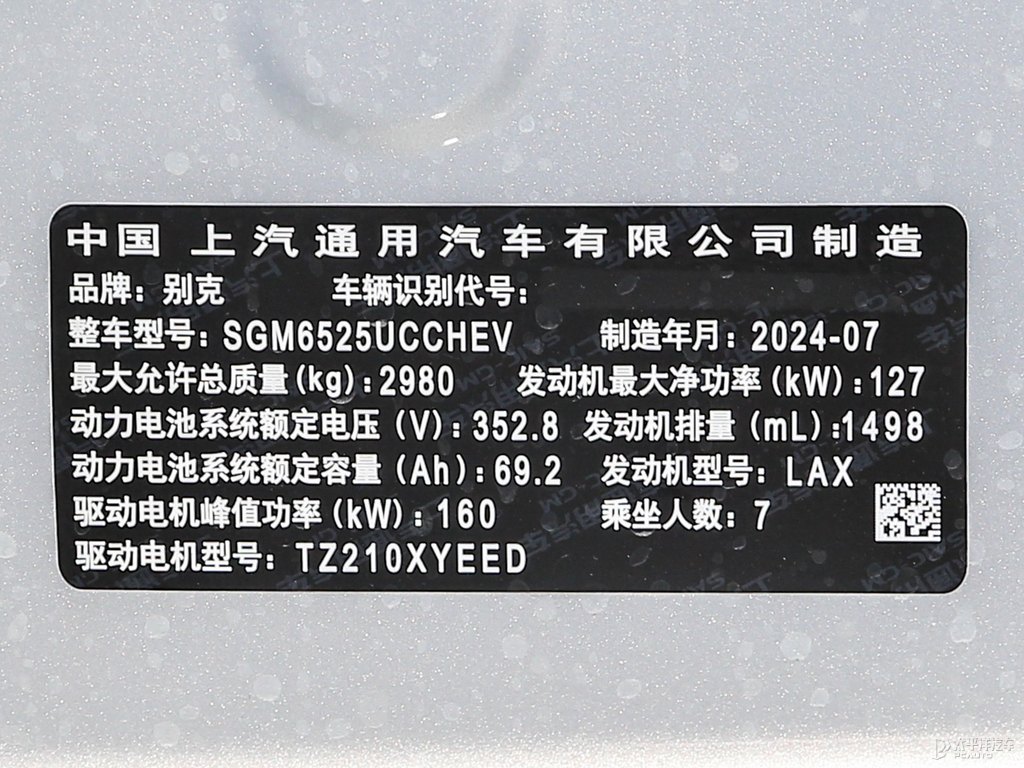 中国 上汽通用汽车有限公司制造
品牌：别克 车辆识别代号：
整车型号：SGM6525UCCHEV 制造年月：2024-07
最大允许总质量(kg)：2980 发动机最大净功率(kW)：127
动力电池系统额定电压(V)：352.8 发动机排量(mL)：1498
动力电池系统额定容量(Ah)：69.2 发动机型号：LAX
驱动电机峰值功率(kW)：160 乘坐人数：7
驱动电机型号：TZ210XYEED
太平洋汽车
PCAUTO